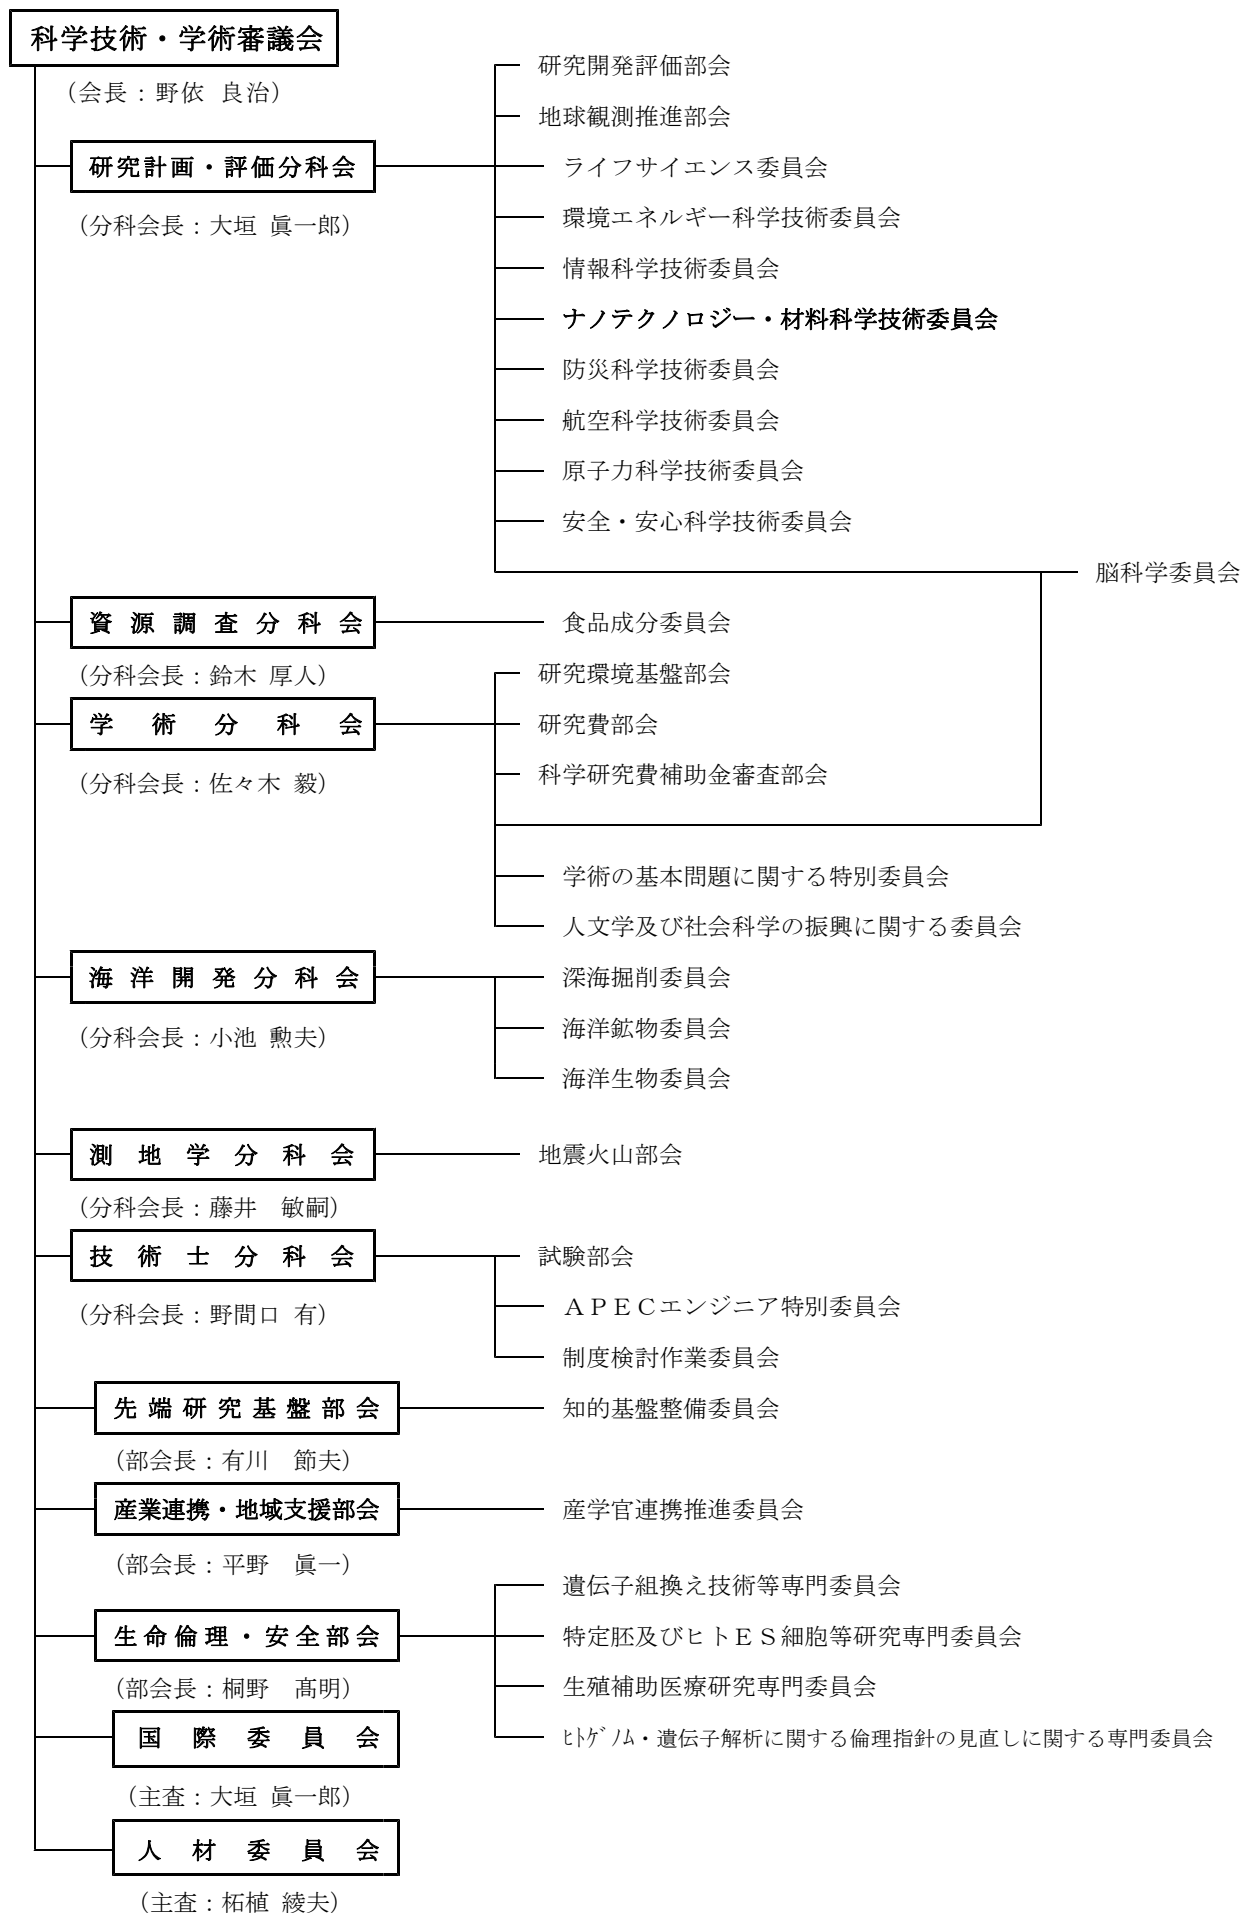 科学技術・学術審議会
（会長：野依 良治）
研究開発評価部会
地球観測推進部会
研究計画・評価分科会
（分科会長：大垣 眞一郎）
ライフサイエンス委員会
環境エネルギー科学技術委員会
情報科学技術委員会
ナノテクノロジー・材料科学技術委員会
防災科学技術委員会
航空科学技術委員会
原子力科学技術委員会
安全・安心科学技術委員会
脳科学委員会
資源調査分科会
（分科会長：鈴木 厚人）
食品成分委員会
学術分科会
（分科会長：佐々木 毅）
研究環境基盤部会
研究費部会
科学研究費補助金審査部会
学術の基本問題に関する特別委員会
人文学及び社会科学の振興に関する委員会
海洋開発分科会
（分科会長：小池 勲夫）
深海掘削委員会
海洋鉱物委員会
海洋生物委員会
測地学分科会
（分科会長：藤井　敏嗣）
地震火山部会
技術士分科会
（分科会長：野間口 有）
試験部会
ＡＰＥＣエンジニア特別委員会
制度検討作業委員会
先端研究基盤部会
（部会長：有川　節夫）
知的基盤整備委員会
産業連携・地域支援部会
（部会長：平野　眞一）
産学官連携推進委員会
生命倫理・安全部会
（部会長：桐野　髙明）
遺伝子組換え技術等専門委員会
特定胚及びヒトＥＳ細胞等研究専門委員会
生殖補助医療研究専門委員会
ﾋﾄｹﾞﾉﾑ・遺伝子解析に関する倫理指針の見直しに関する専門委員会
国際委員会
（主査：大垣 眞一郎）
人材委員会
（主査：柘植 綾夫）